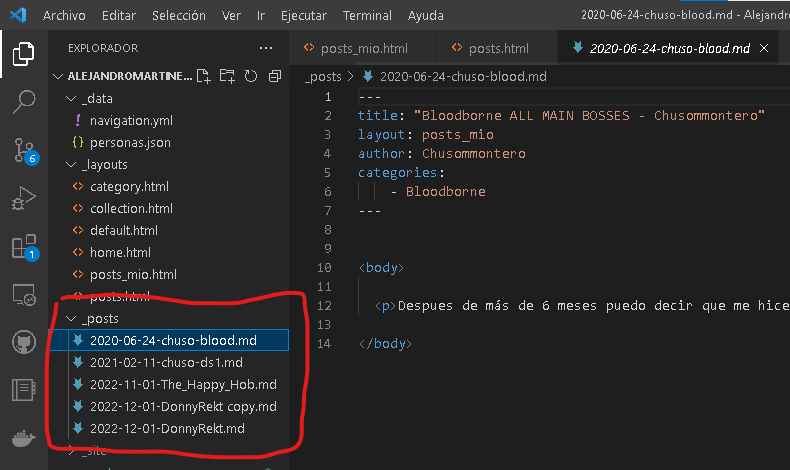 Archivo Editar Selección Ver Ir Ejecutar Terminal Ayuda 2020-06-24-chuso-blood.md - Alejandro
EXPLORADOR ... posts_mio.html posts.html 2020-06-24-chuso-blood.md
ALEJANDROMARTINE... _posts > 2020-06-24-chuso-blood.md
_data
navigation.yml
personas.json
_layouts
category.html
collection.html
default.html
home.html
posts_mio.html
posts.html
_posts
2020-06-24-chuso-blood.md
2021-02-11-chuso-ds1.md
2022-11-01-The_Happy_Hob.md
2022-12-01-DonnyRekt copy.md
2022-12-01-DonnyRekt.md
_site
6
1
1 ---
2 title: "Bloodborne ALL MAIN BOSSES - Chusommontero"
3 layout: posts_mio
4 author: Chusommontero
5 categories:
6 - Bloodborne
7 ---
8
9
10 <body>
11
12 <p>Despues de más de 6 meses puedo decir que me hice
13
14 </body>